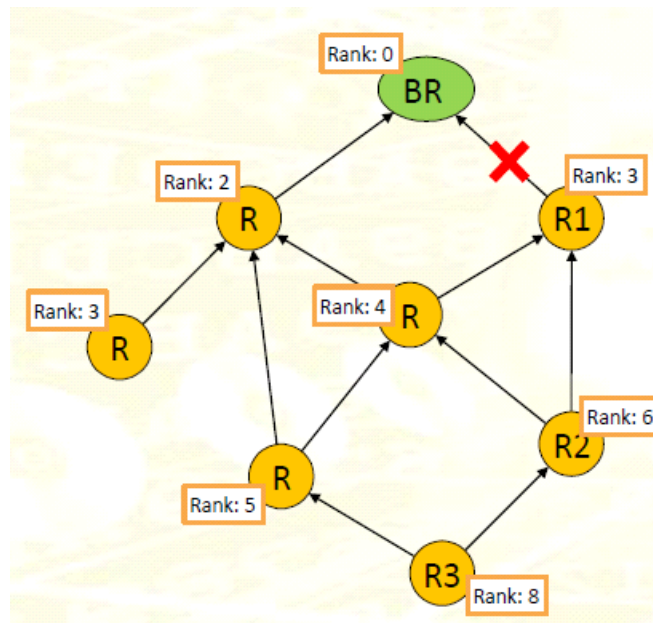 Rank: 0
BR
Rank: 2
R
Rank: 3
R1
Rank: 3
R
Rank: 4
R
Rank: 6
R2
R
Rank: 5
R3
Rank: 8